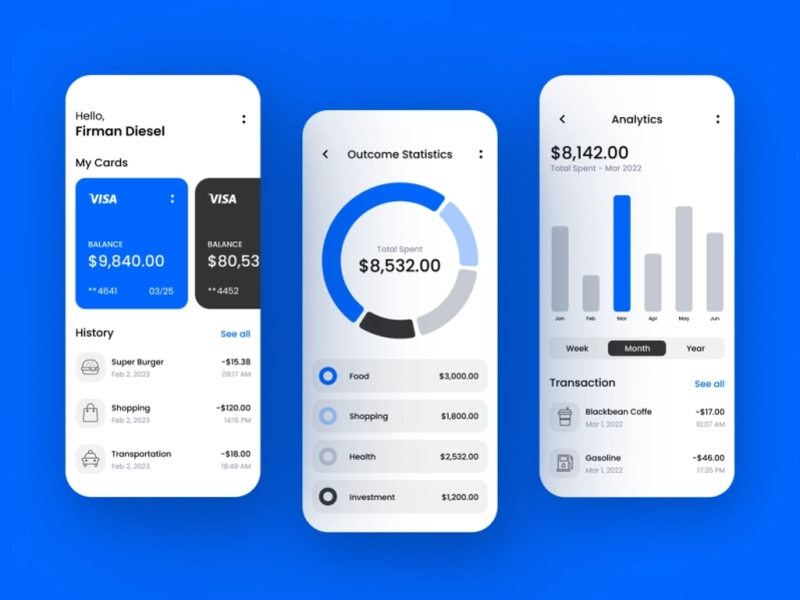 Hello,
Firman Diesel
My Cards
VISA
BALANCE
$9,840.00
**4641 03/25
VISA
BALANCE
$80,53
**4452
History See all
Super Burger -$15.38
Feb 2, 2023 09:17 AM
Shopping -$120.00
Feb 2, 2023 14:15 PM
Transportation -$18.00
Feb 2, 2023 18:49 AM
Outcome Statistics
Total Spent
$8,532.00
Food $3,000.00
Shopping $1,800.00
Health $2,532.00
Investment $1,200.00
Analytics
$8,142.00
Total Spent - Mar 2022
Jan Feb Mar Apr May Jun
Week Month Year
Transaction See all
Blackbean Coffe -$17.00
Mar 1, 2022 10:07 AM
Gasoline -$46.00
Mar 1, 2022 17:35 PM